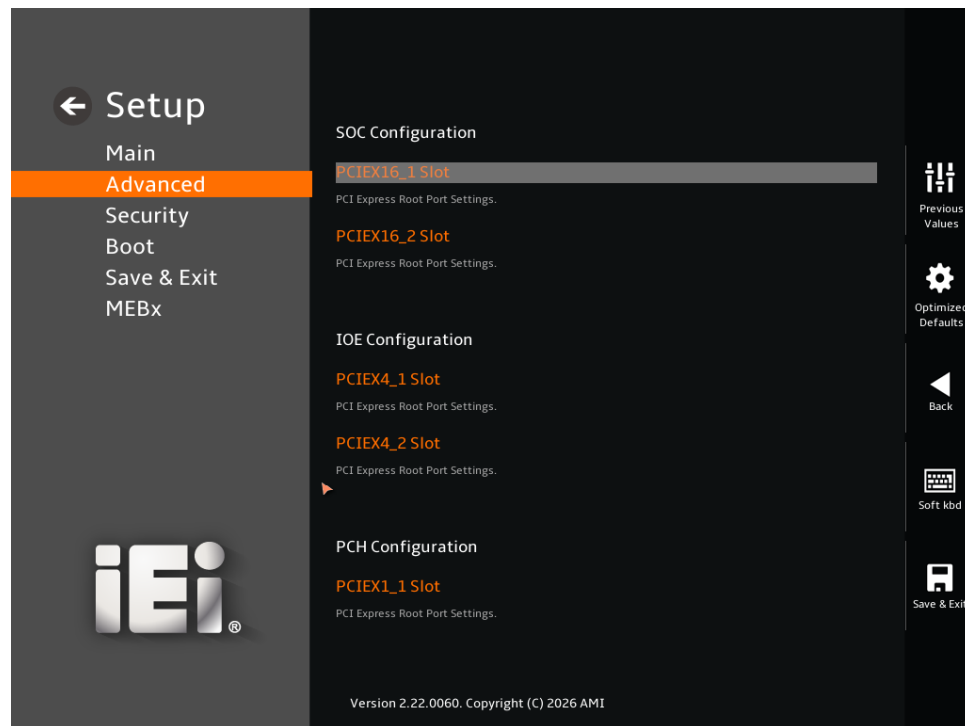 Setup
Main
Advanced
Security
Boot
Save & Exit
MEBx
iEi®
SOC Configuration
PCIEX16_1 Slot
PCI Express Root Port Settings.
PCIEX16_2 Slot
PCI Express Root Port Settings.
IOE Configuration
PCIEX4_1 Slot
PCI Express Root Port Settings.
PCIEX4_2 Slot
PCI Express Root Port Settings.
PCH Configuration
PCIEX1_1 Slot
PCI Express Root Port Settings.
Version 2.22.0060. Copyright (C) 2026 AMI
Previous
Values
Optimized
Defaults
Back
Soft kbd
Save & Exit